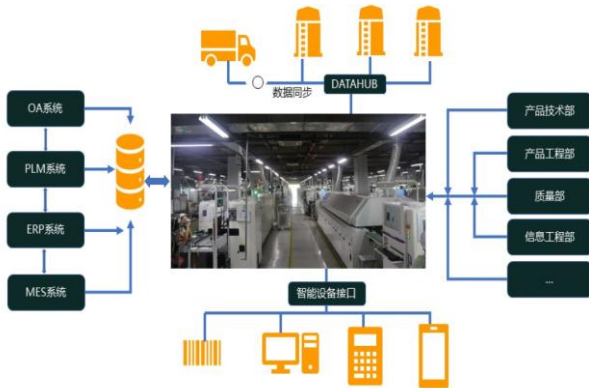 数据同步
DATAHUB
OA系统
PLM系统
ERP系统
MES系统
产品技术部
产品工程部
质量部
信息工程部
...
智能设备接口